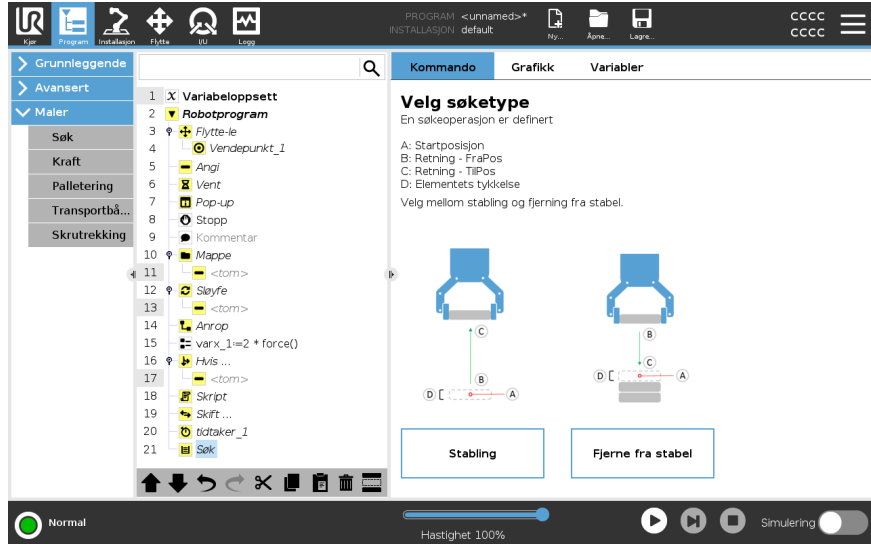 UR
Kjør
Program
Installasjon
Flytte
I/U
Logg
PROGRAM <unnamed>*
INSTALLASJON default
Ny...
Åpne...
Lagre...
CCCC
CCCC
Grunnleggende
Avansert
Maler
Søk
Kraft
Palletering
Transportbå...
Skrutrekking
1 X Variabeloppsett
2 Robotprogram
3 Flytte-le
4 Vendepunkt_1
5 Angi
6 Vent
7 Pop-up
8 Stopp
9 Kommentar
10 Mappe
11 <tom>
12 Sløyfe
13 <tom>
14 Anrop
15 varx_1≔2 * force()
16 Hvis ...
17 <tom>
18 Skript
19 Skift ...
20 tidtaker_1
21 Søk
Kommando
Grafikk
Variabler
Velg søketype
En søkeoperasjon er definert
A: Startposisjon
B: Retning - FraPos
C: Retning - TilPos
D: Elementets tykkelse
Velg mellom stabling og fjerning fra stabel.
C
B
D
A
B
C
D
A
Stabling
Fjerne fra stabel
Normal
Hastighet 100%
Simulering